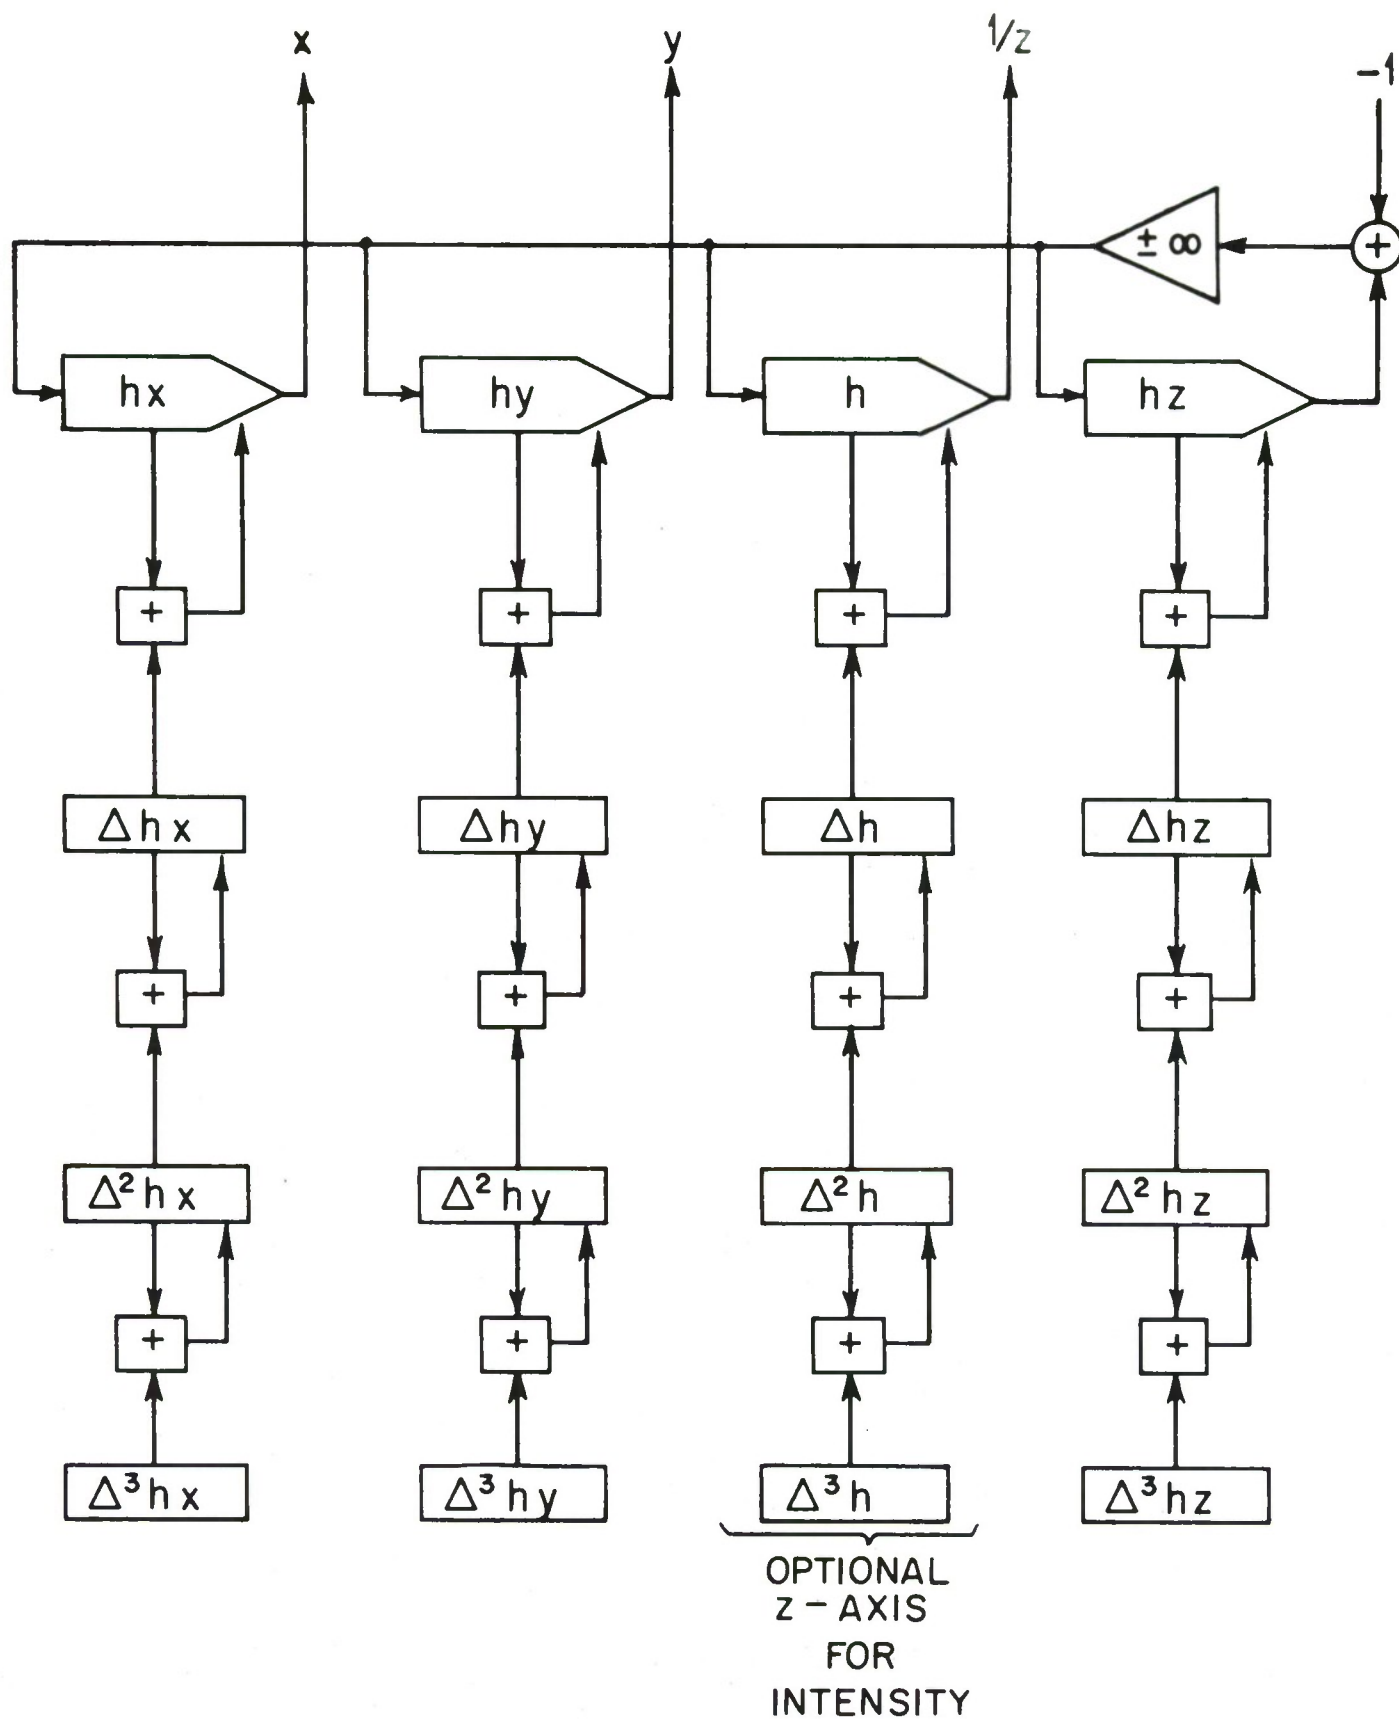 x
y
1/z
-1
± ∞
+
hx
hy
h
hz
+
+
+
+
Δhx
Δhy
Δh
Δhz
+
+
+
+
Δ²hx
Δ²hy
Δ²h
Δ²hz
+
+
+
+
Δ³hx
Δ³hy
Δ³h
Δ³hz
OPTIONAL
z-AXIS
FOR
INTENSITY